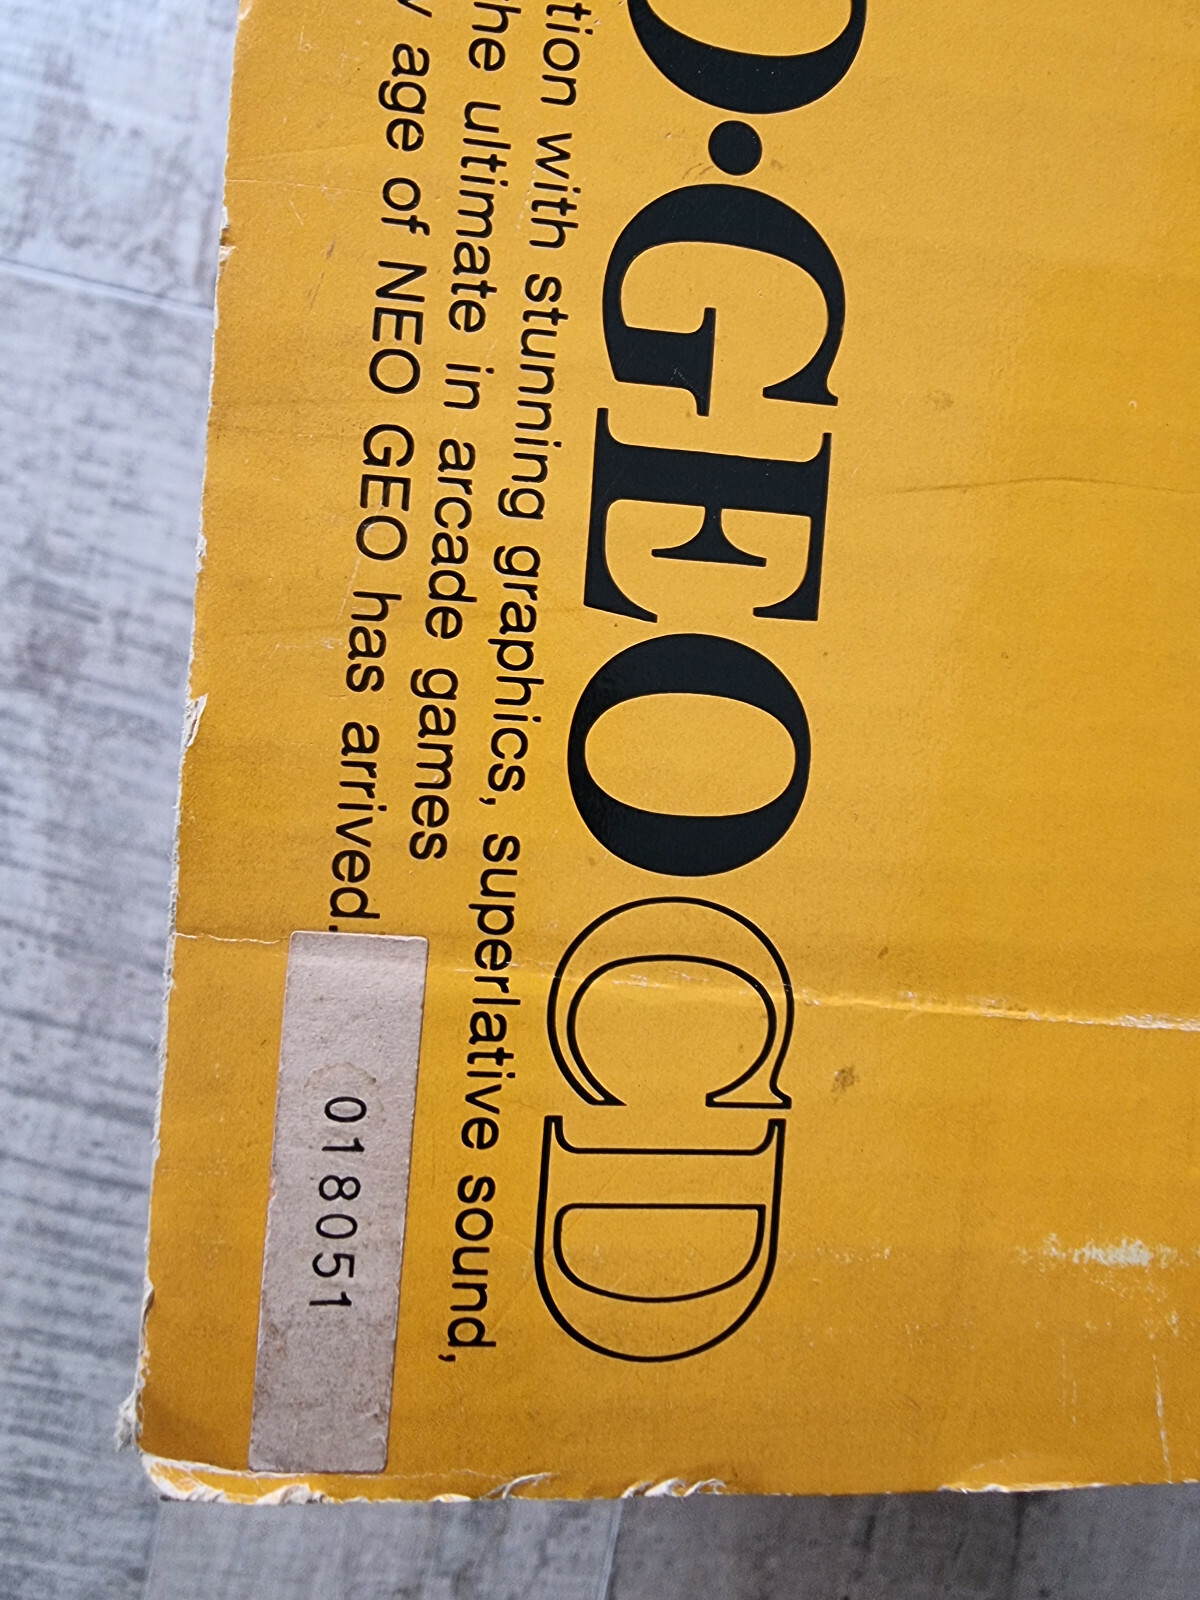 O·GEO CD
tion with stunning graphics, superlative sound,
he ultimate in arcade games
age of NEO GEO has arrived.
018051